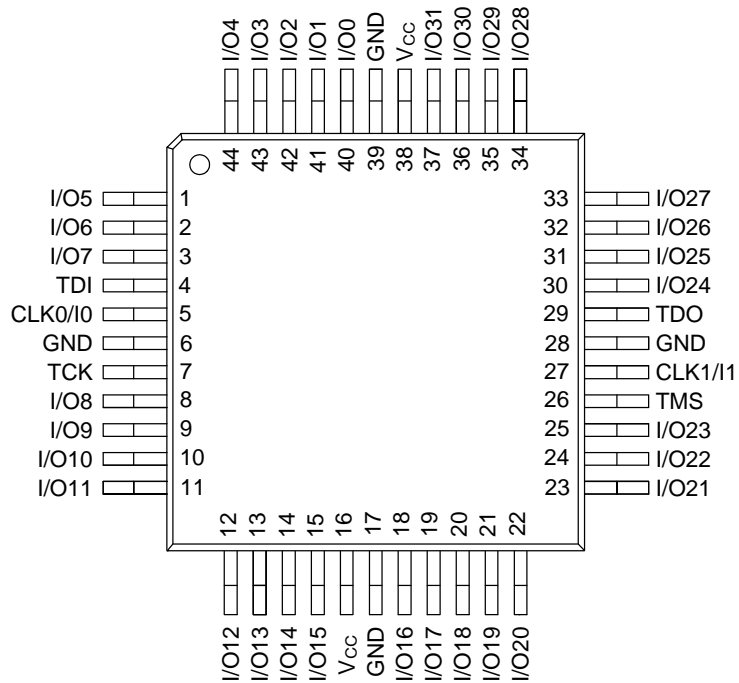 I/O4 I/O3 I/O2 I/O1 I/O0 GND VCC I/O31 I/O30 I/O29 I/O28
44 43 42 41 40 39 38 37 36 35 34
I/O5 1 33 I/O27
I/O6 2 32 I/O26
I/O7 3 31 I/O25
TDI 4 30 I/O24
CLK0/I0 5 29 TDO
GND 6 28 GND
TCK 7 27 CLK1/I1
I/O8 8 26 TMS
I/O9 9 25 I/O23
I/O10 10 24 I/O22
I/O11 11 23 I/O21
12 13 14 15 16 17 18 19 20 21 22
I/O12 I/O13 I/O14 I/O15 VCC GND I/O16 I/O17 I/O18 I/O19 I/O20